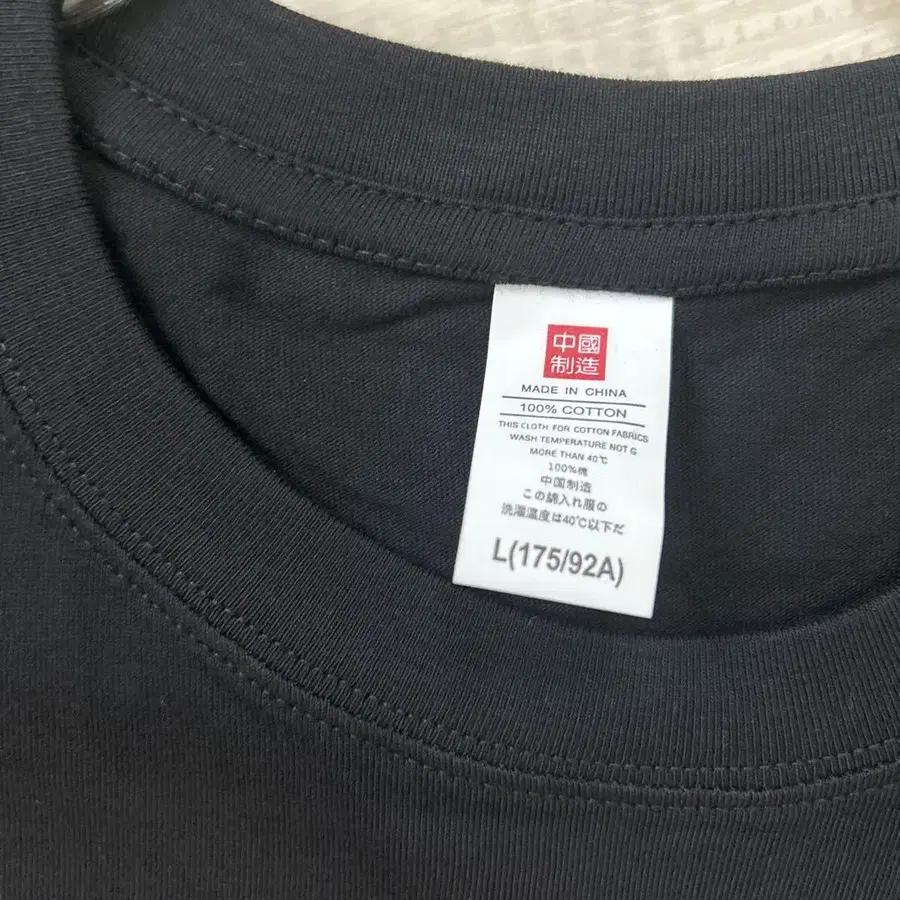 中國
制造
MADE IN CHINA
100% COTTON
THIS CLOTH FOR COTTON FABRICS
WASH TEMPERATURE NOT G
MORE THAN 40℃
100%棉
中国制造
この綿入れ服の
洗濯温度は40℃以下だ
L(175/92A)